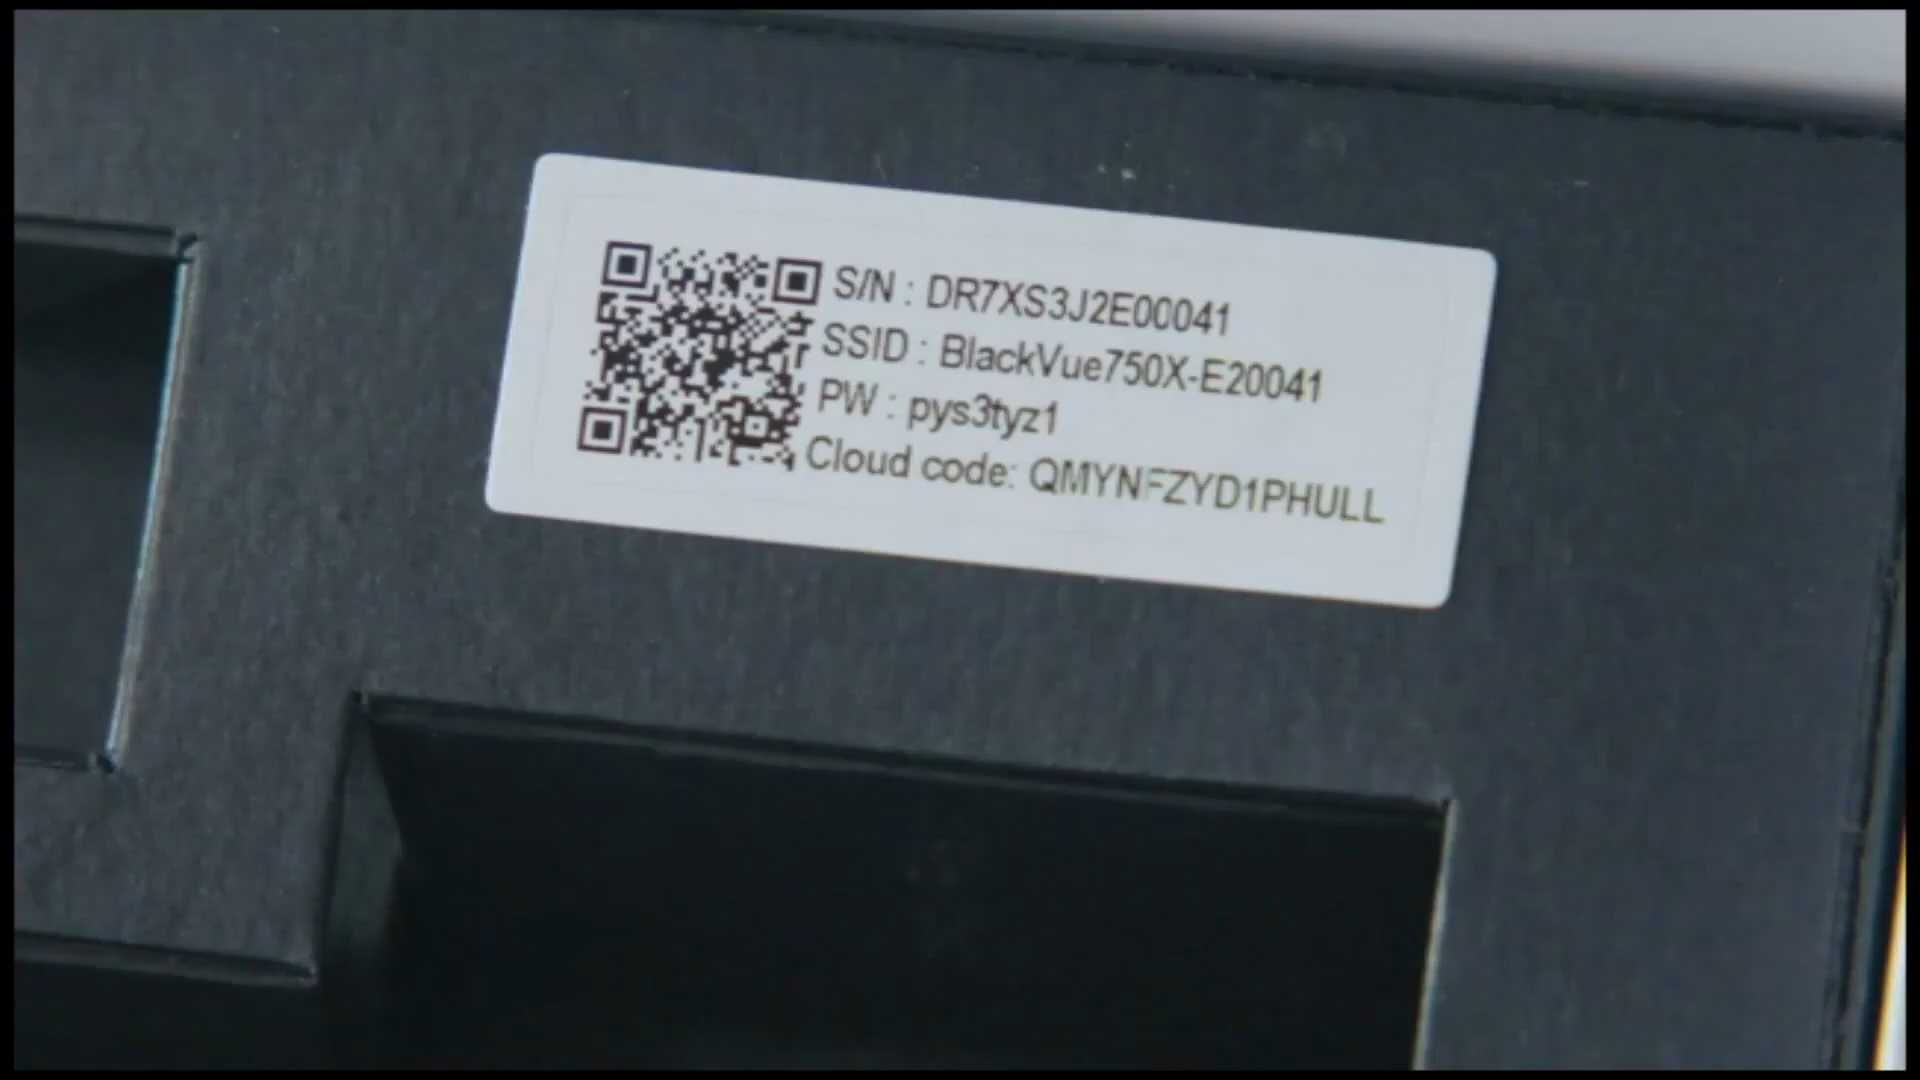 S/N : DR7XS3J2E00041
SSID : BlackVue750X-E20041
PW : pys3tyz1
Cloud code: QMYNFZYD1PHULL